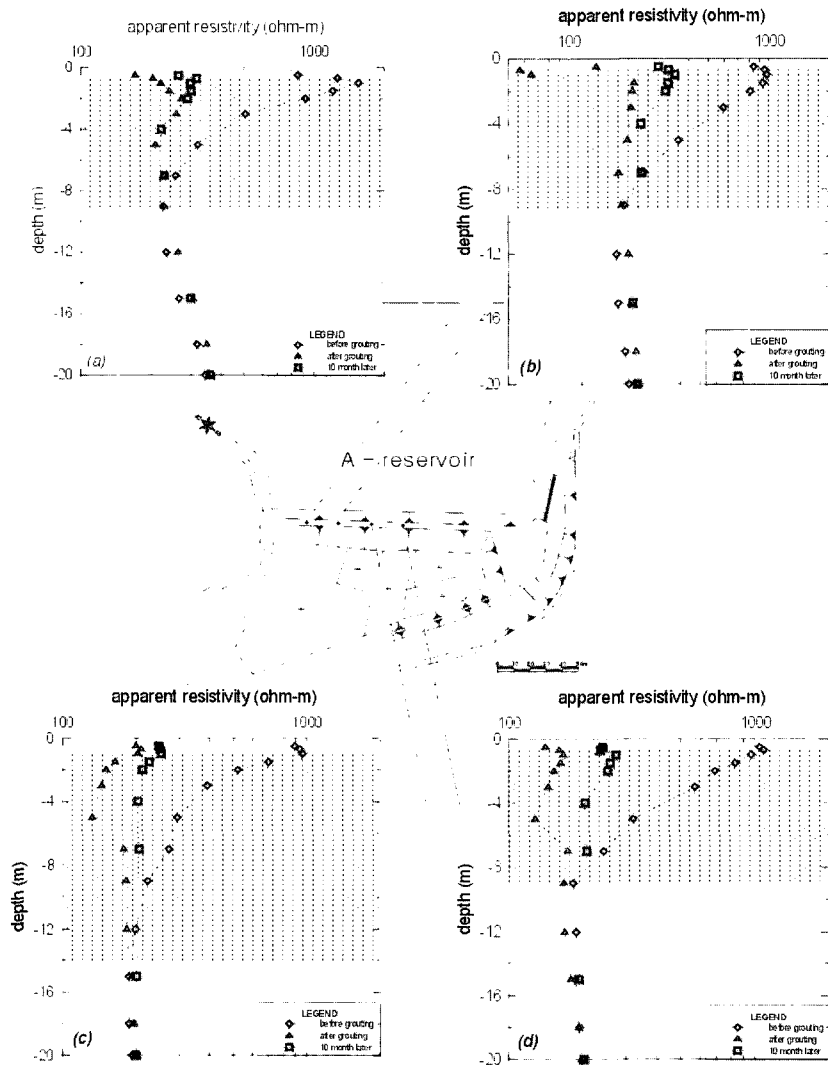 apparent resistivity (ohm-m)
100 1000
0
-4
-8
-12
-16
-20
depth (m)
(a)
LEGEND
before grouting
after grouting
10 month later
apparent resistivity (ohm-m)
100 1000
0
-4
-8
-12
-16
-20
depth (m)
(b)
LEGEND
before grouting
after grouting
10 month later
A - reservoir
apparent resistivity (ohm-m)
100 1000
0
-4
-8
-12
-16
-20
depth (m)
(c)
LEGEND
before grouting
after grouting
10 month later
apparent resistivity (ohm-m)
100 1000
0
-4
-8
-12
-16
-20
depth (m)
(d)
LEGEND
before grouting
after grouting
10 month later